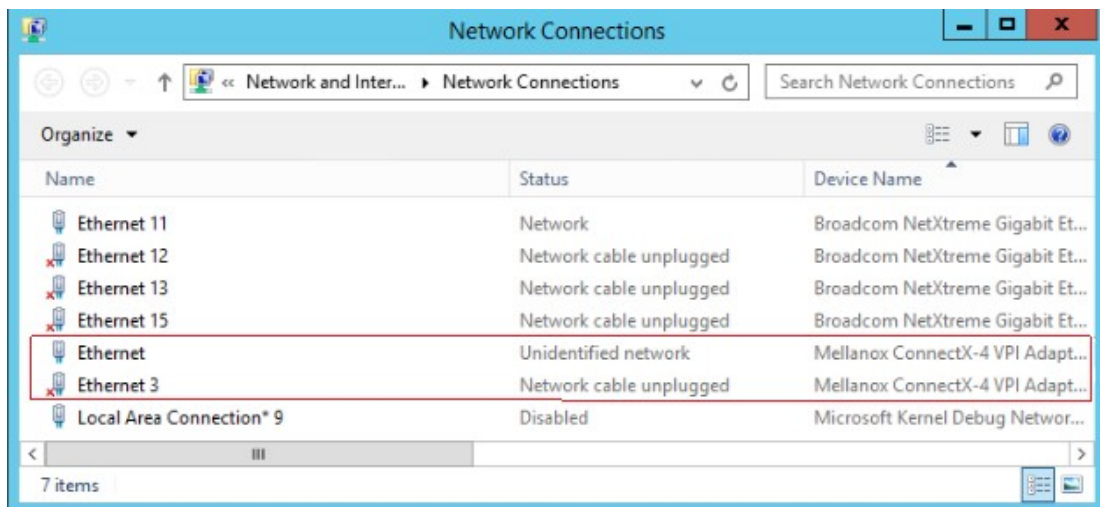 Network Connections
« Network and Inter... Network Connections Search Network Connections
Organize
Name Status Device Name
Ethernet 11 Network Broadcom NetXtreme Gigabit Et...
Ethernet 12 Network cable unplugged Broadcom NetXtreme Gigabit Et...
Ethernet 13 Network cable unplugged Broadcom NetXtreme Gigabit Et...
Ethernet 15 Network cable unplugged Broadcom NetXtreme Gigabit Et...
Ethernet Unidentified network Mellanox ConnectX-4 VPI Adapt...
Ethernet 3 Network cable unplugged Mellanox ConnectX-4 VPI Adapt...
Local Area Connection* 9 Disabled Microsoft Kernel Debug Networ...
7 items